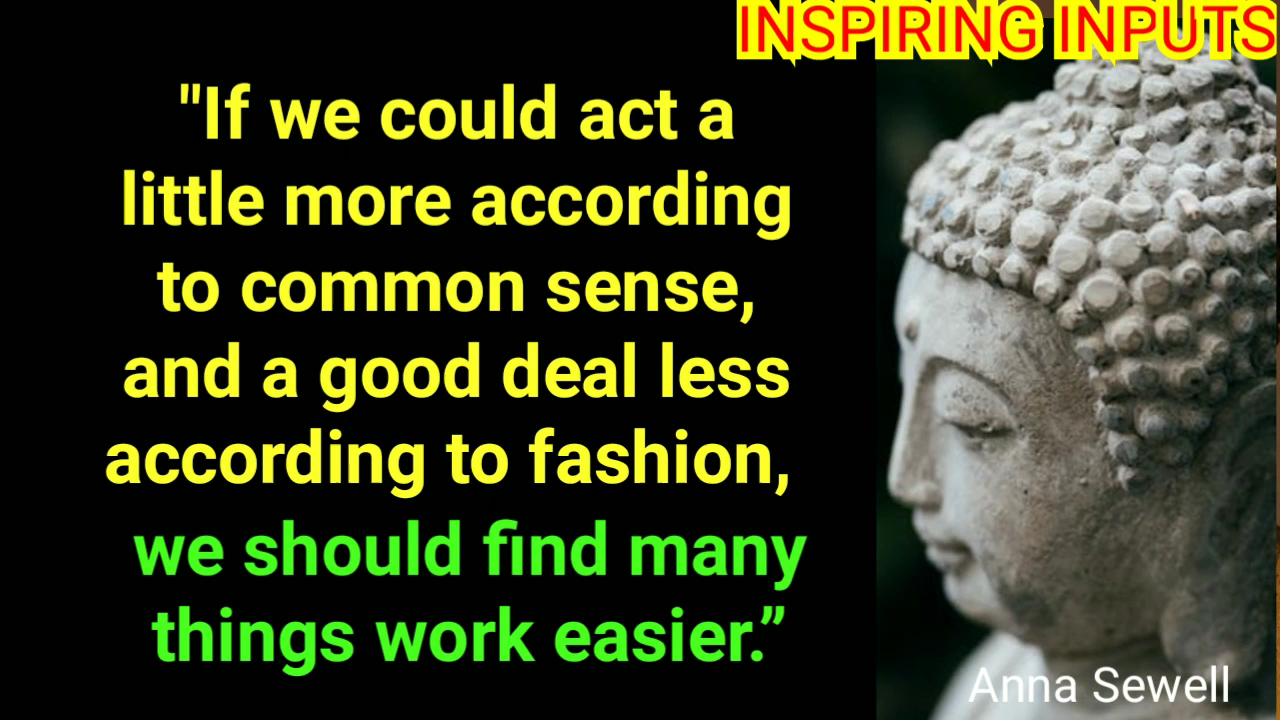 INSPIRING INPUTS
"If we could act a
little more according
to common sense,
and a good deal less
according to fashion,
we should find many
things work easier.”
Anna Sewell